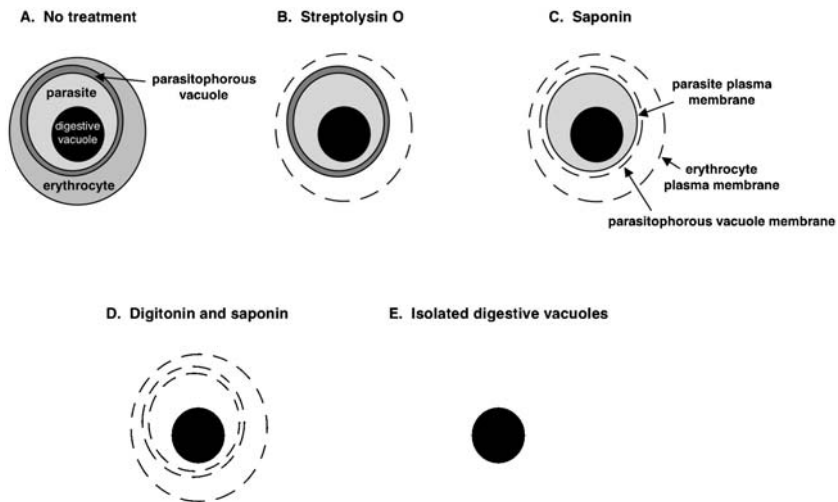 A. No treatment
parasitophorous
vacuole
parasite
digestive
vacuole
erythrocyte
B. Streptolysin O
C. Saponin
parasite plasma
membrane
erythrocyte
plasma membrane
parasitophorous vacuole membrane
D. Digitonin and saponin
E. Isolated digestive vacuoles